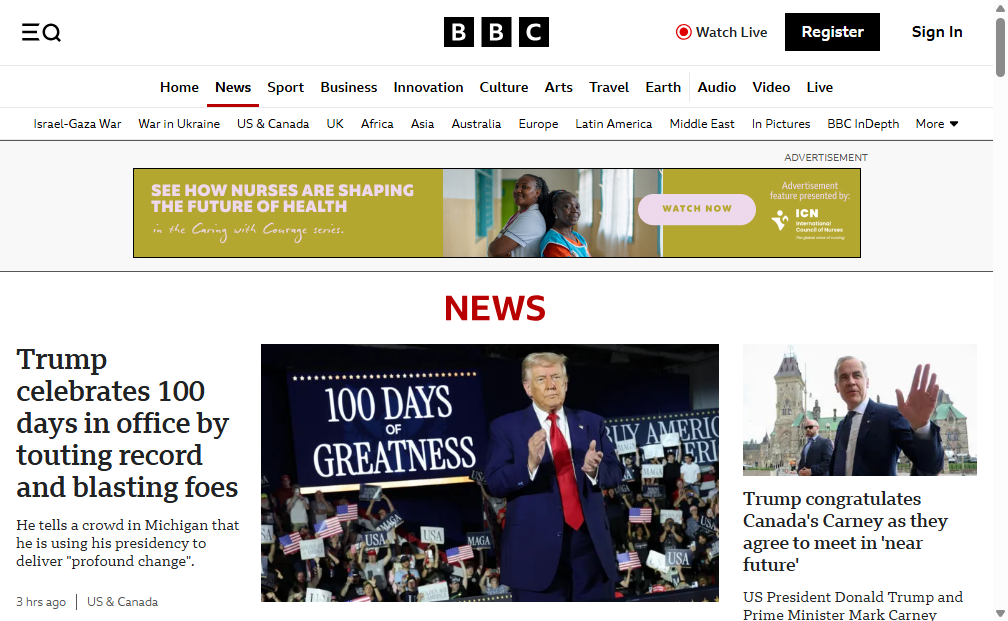 BBC
Watch Live
Register
Sign In
Home
News
Sport
Business
Innovation
Culture
Arts
Travel
Earth
Audio
Video
Live
Israel-Gaza War
War in Ukraine
US & Canada
UK
Africa
Asia
Australia
Europe
Latin America
Middle East
In Pictures
BBC InDepth
More
ADVERTISEMENT
SEE HOW NURSES ARE SHAPING
THE FUTURE OF HEALTH
in the Caring with Courage series.
WATCH NOW
Advertisement
feature presented by:
ICN
International
Council of Nurses
The global voice of nursing
NEWS
Trump
celebrates 100
days in office by
touting record
and blasting foes
He tells a crowd in Michigan that
he is using his presidency to
deliver "profound change".
3 hrs ago
US & Canada
100 DAYS
OF
GREATNESS
USA
MAGA
USA
MAGA
USA
MAGA
USA
USA
Trump congratulates
Canada's Carney as they
agree to meet in 'near
future'
US President Donald Trump and
Prime Minister Mark Carney